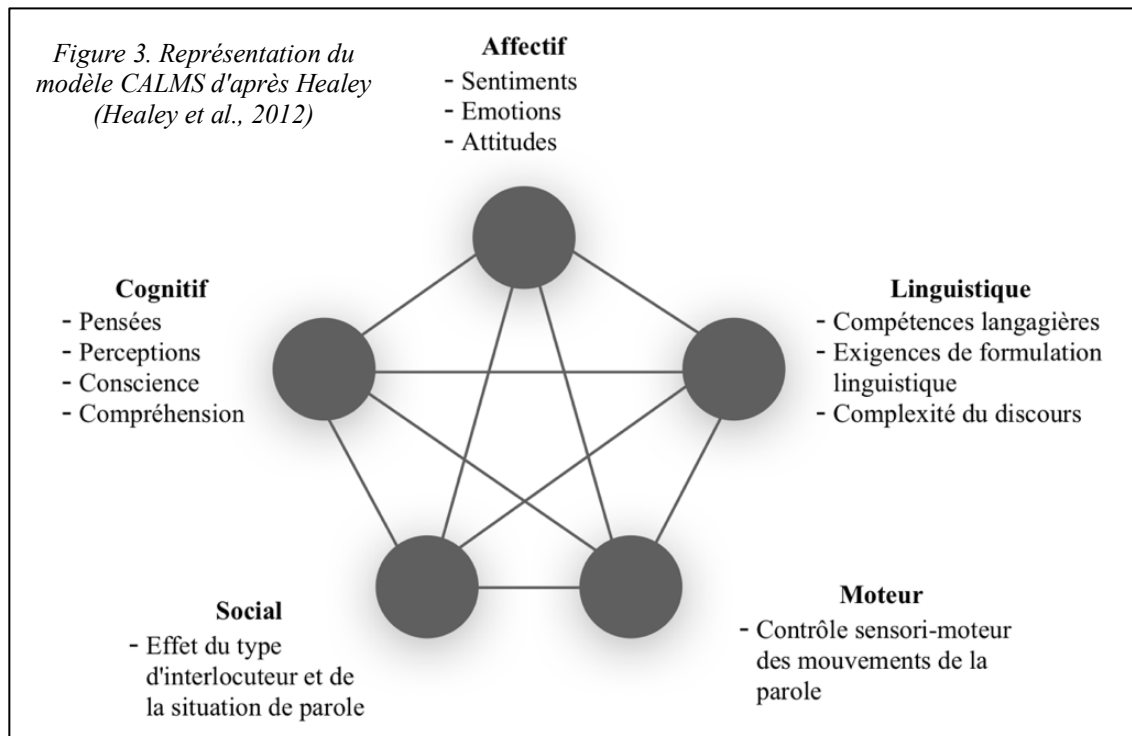 Figure 3. Représentation du
modèle CALMS d'après Healey
(Healey et al., 2012)
Affectif
- Sentiments
- Emotions
- Attitudes
Cognitif
- Pensées
- Perceptions
- Conscience
- Compréhension
Linguistique
- Compétences langagières
- Exigences de formulation
linguistique
- Complexité du discours
Social
- Effet du type
d'interlocuteur et de
la situation de parole
Moteur
- Contrôle sensori-moteur
des mouvements de la
parole